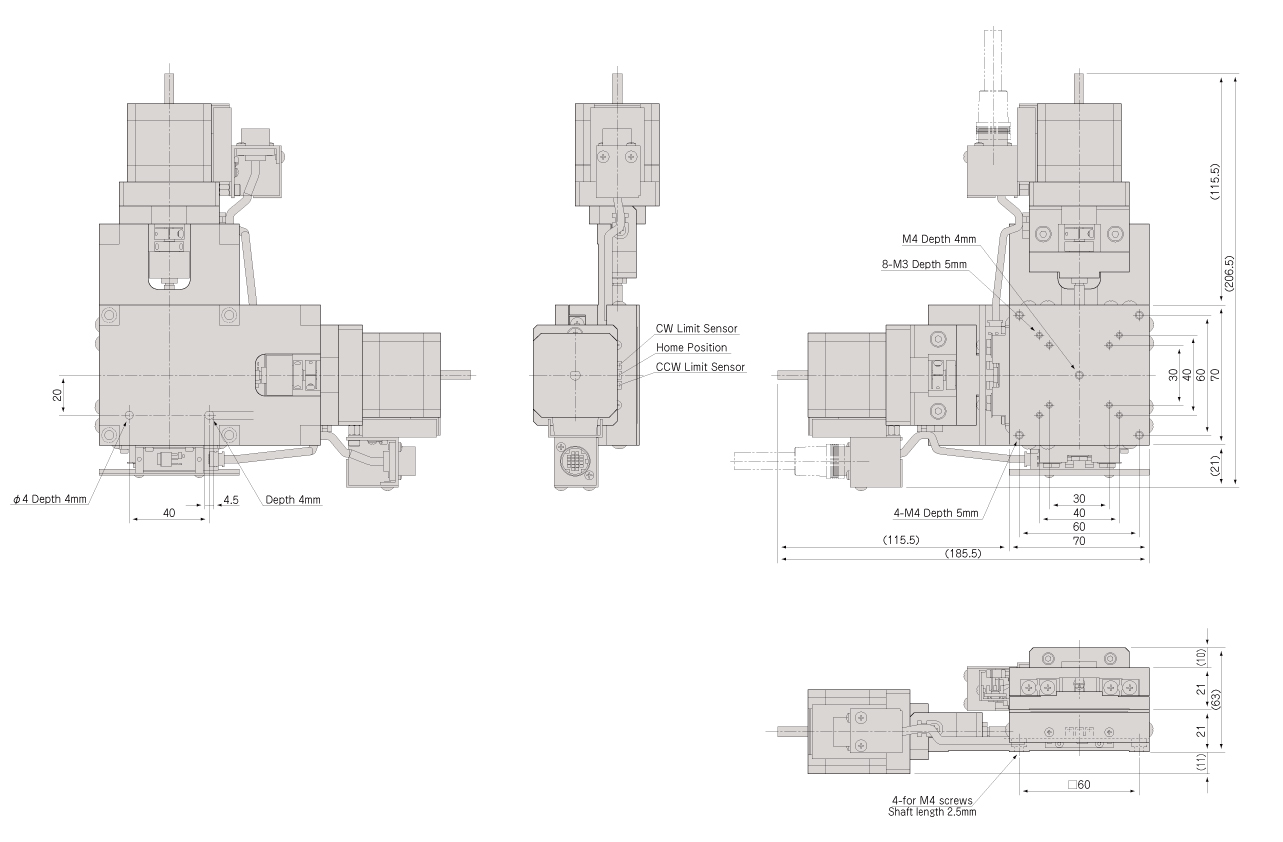 20
φ4 Depth 4mm
4.5
Depth 4mm
40
CW Limit Sensor
Home Position
CCW Limit Sensor
M4 Depth 4mm
8-M3 Depth 5mm
(115.5)
(206.5)
30
40
60
70
(21)
4-M4 Depth 5mm
30
40
60
70
(115.5)
(185.5)
(10)
21
(63)
21
(11)
□60
4-for M4 screws
Shaft length 2.5mm